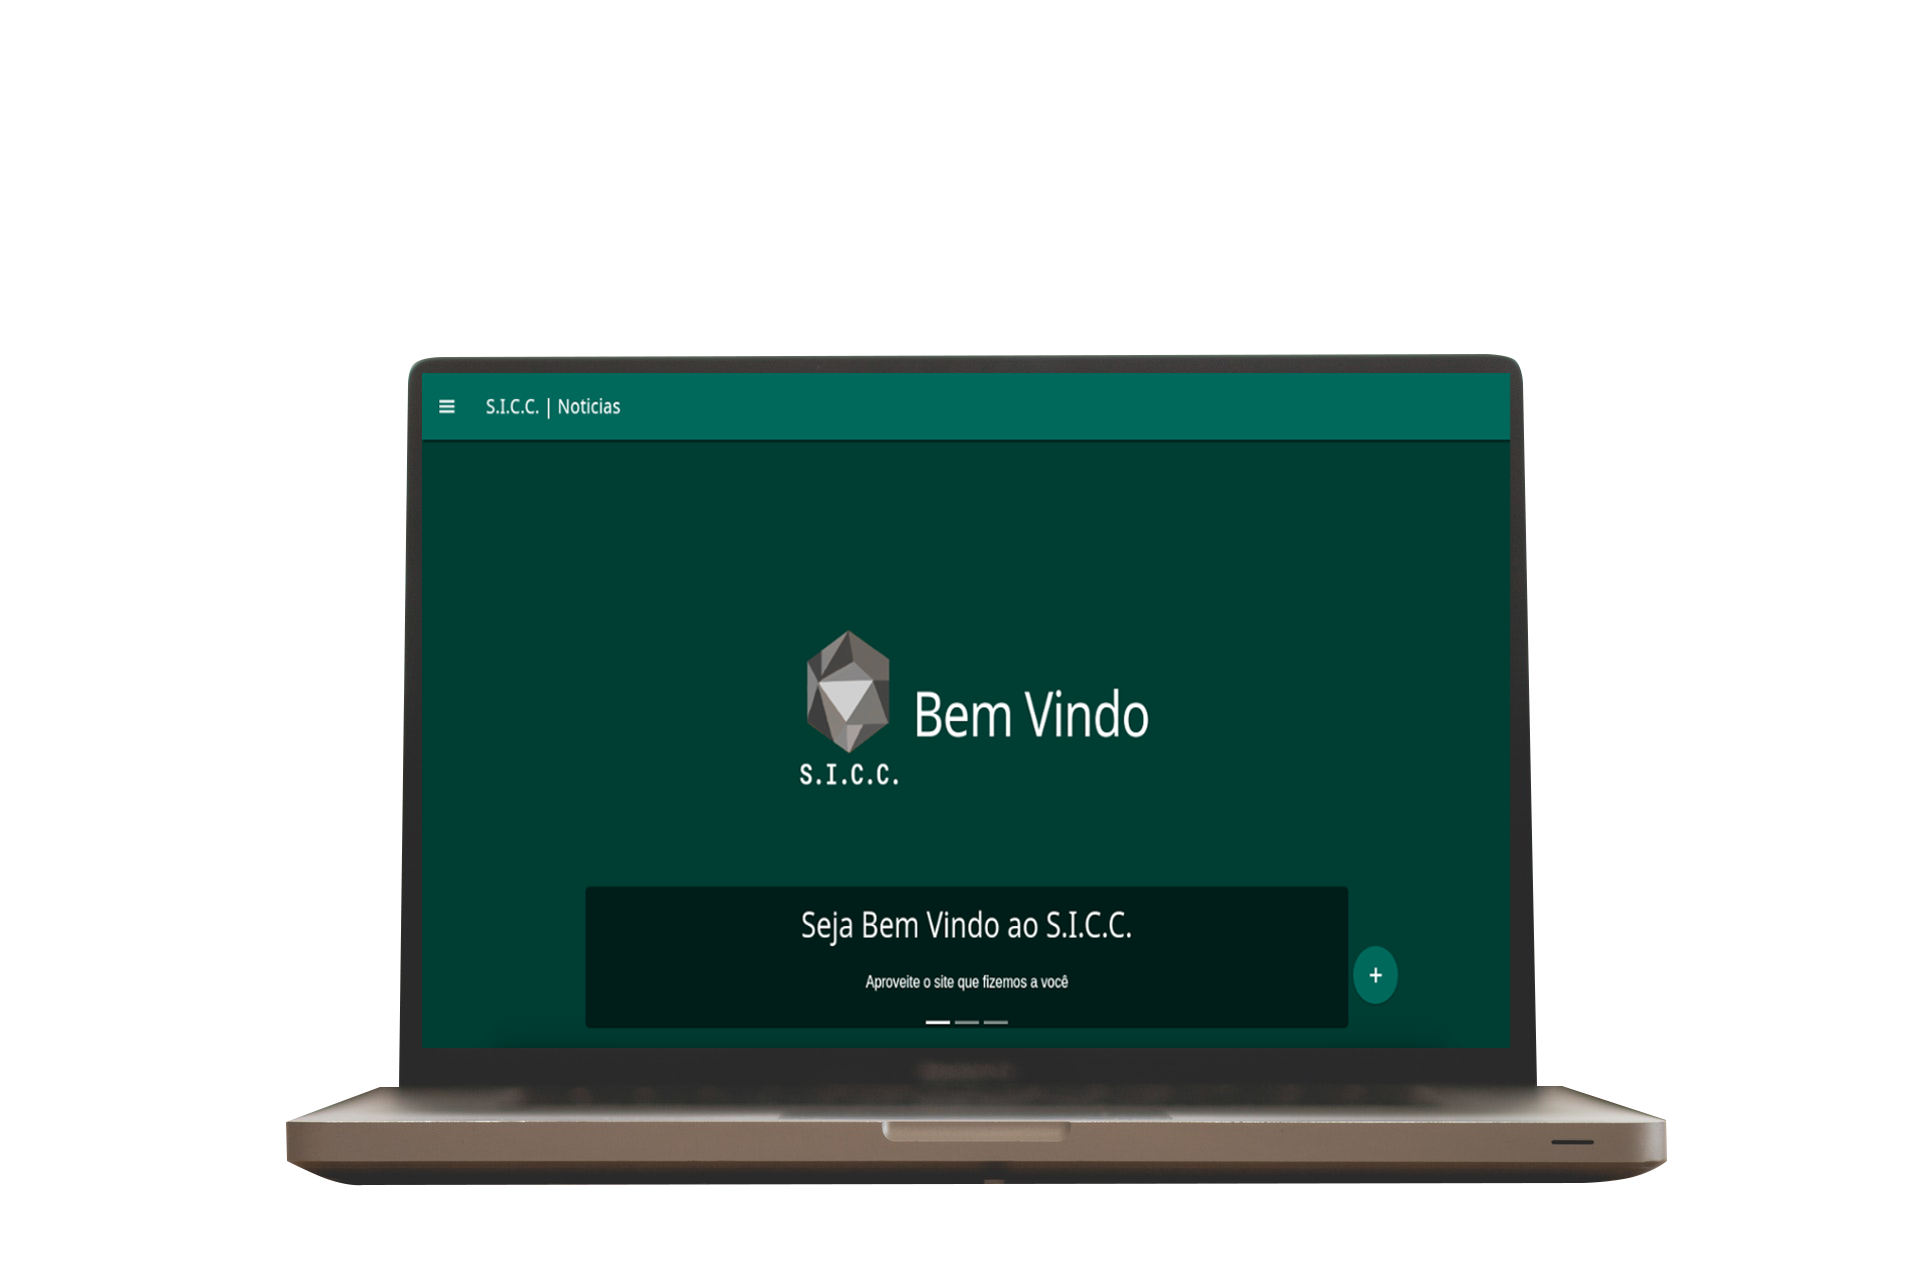 S.I.C.C. | Noticias
Bem Vindo
S.I.C.C.
Seja Bem Vindo ao S.I.C.C.
Aproveite o site que fizemos a você
+